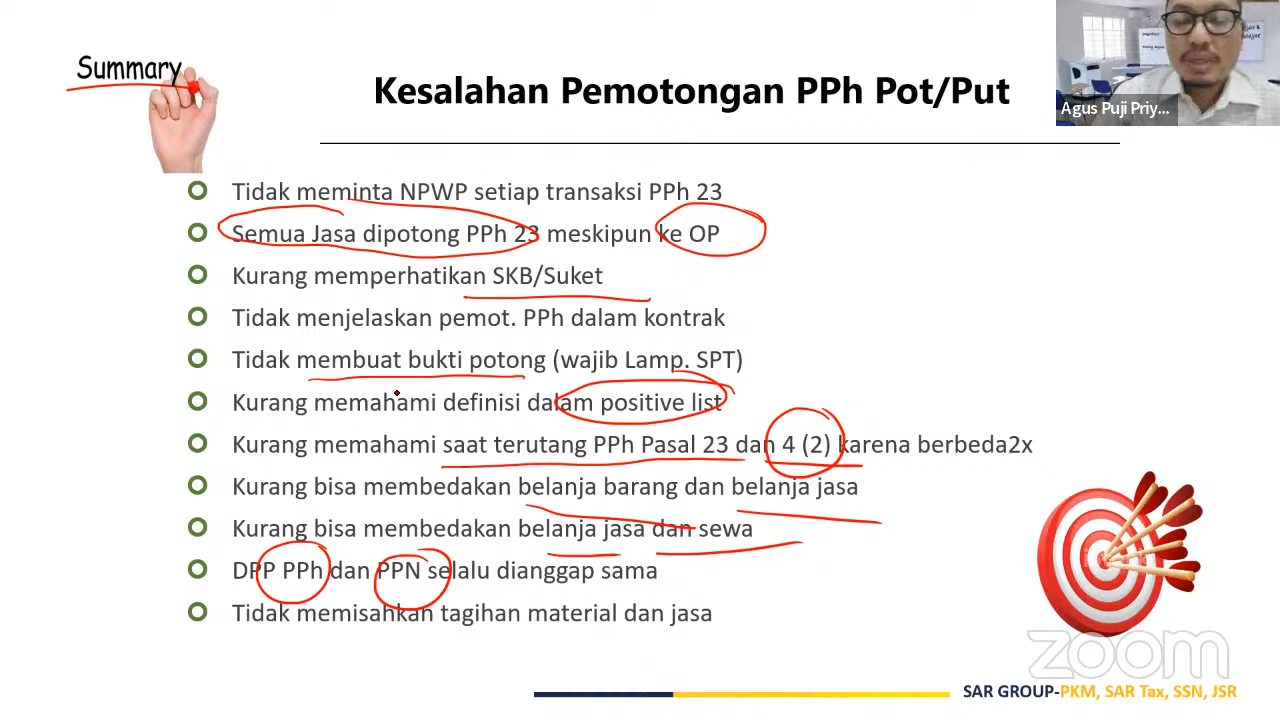 Summary
Kesalahan Pemotongan PPh Pot/Put
Agus Puji Priy...
Tidak meminta NPWP setiap transaksi PPh 23
Semua Jasa dipotong PPh 23 meskipun ke OP
Kurang memperhatikan SKB/Suket
Tidak menjelaskan pemot. PPh dalam kontrak
Tidak membuat bukti potong (wajib Lamp. SPT)
Kurang memahami definisi dalam positive list
Kurang memahami saat terutang PPh Pasal 23 dan 4 (2) karena berbeda2x
Kurang bisa membedakan belanja barang dan belanja jasa
Kurang bisa membedakan belanja jasa dan sewa
DPP PPh dan PPN selalu dianggap sama
Tidak memisahkan tagihan material dan jasa
zoom
SAR GROUP-PKM, SAR Tax, SSN, JSR